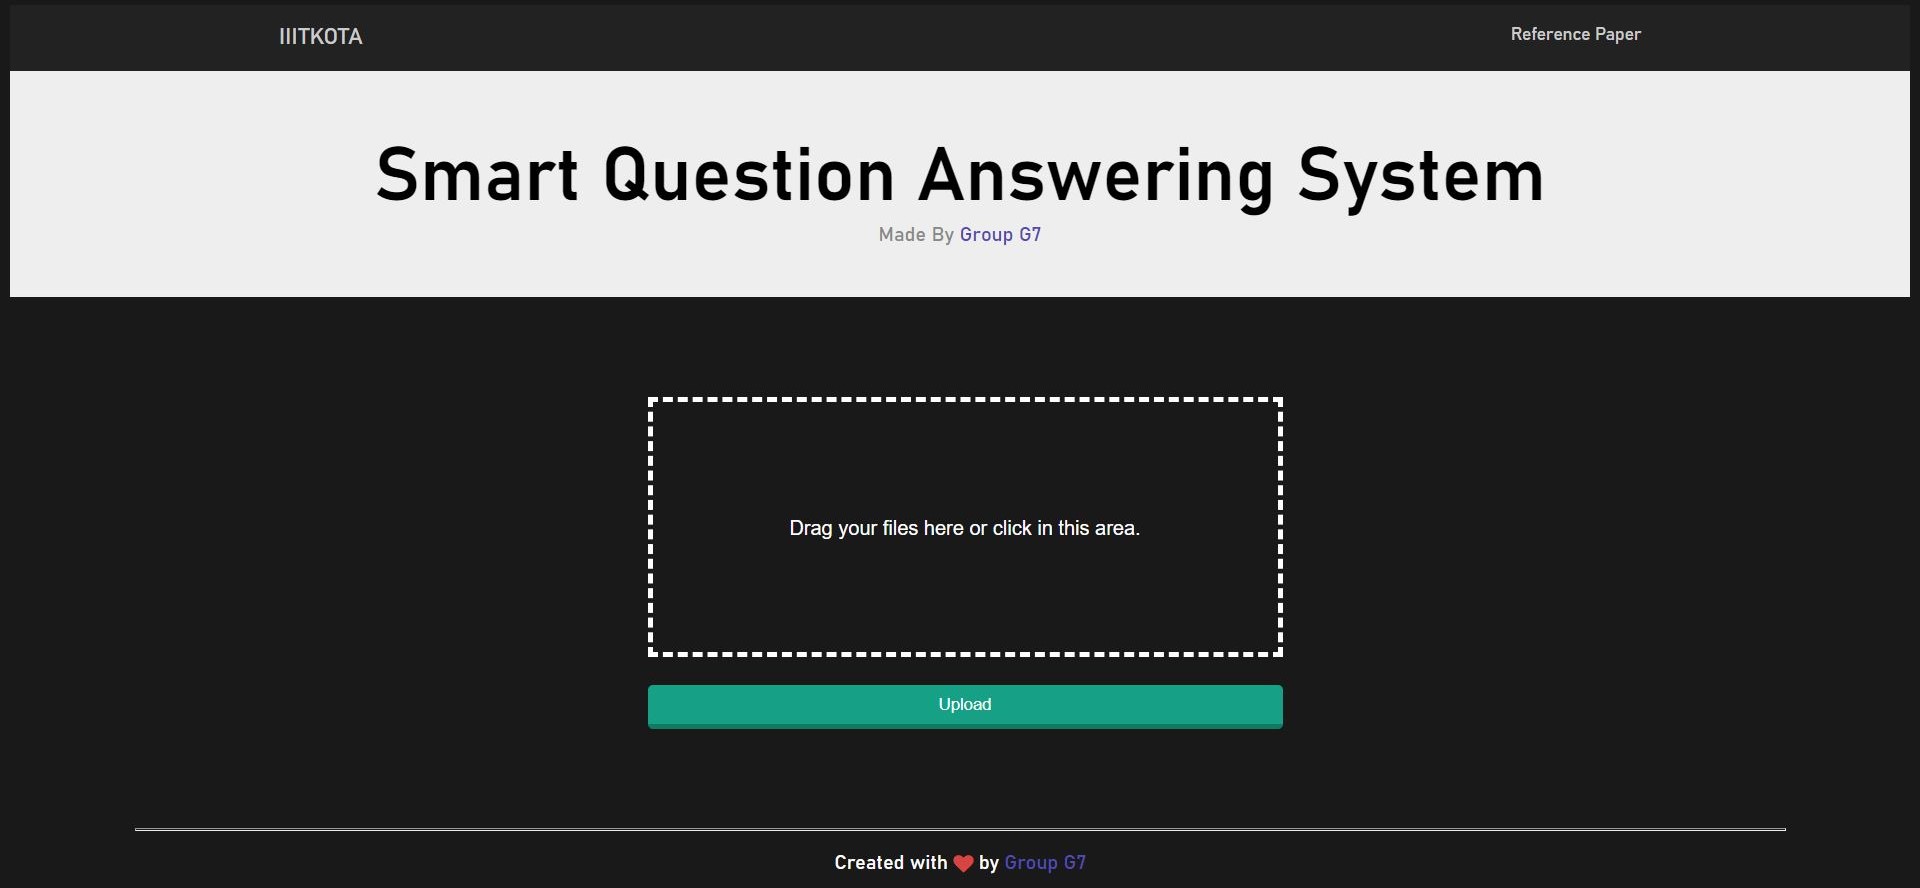 IIITKOTA
Reference Paper
Smart Question Answering System
Made By Group G7
Drag your files here or click in this area.
Upload
Created with ❤ by Group G7